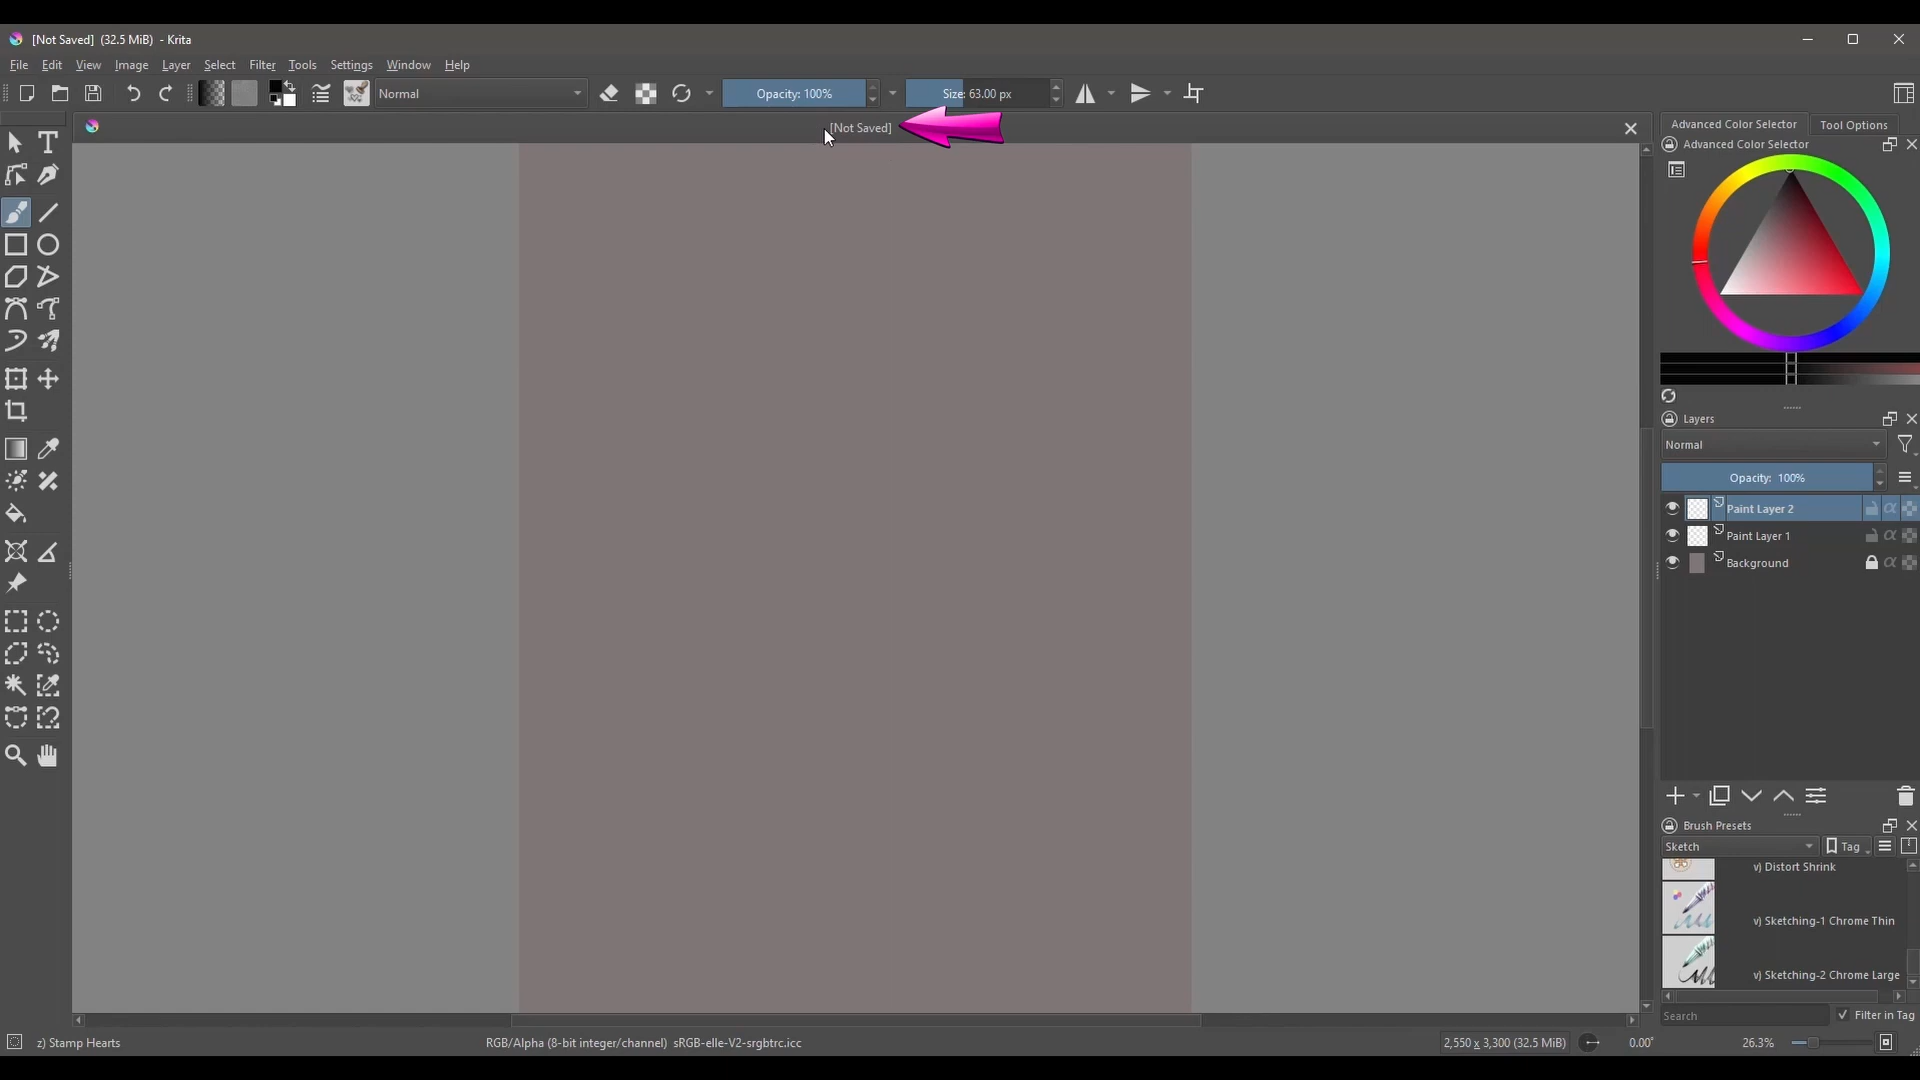 [Not Saved] (32.5 MiB) - Krita
File Edit View Image Layer Select Filter Tools Settings Window Help
Normal
Opacity: 100%
Size: 63.00 px
[Not Saved]
Advanced Color Selector
Tool Options
Advanced Color Selector
Layers
Normal
Opacity: 100%
Paint Layer 2
Paint Layer 1
Background
Brush Presets
Sketch
Tag
v) Distort Shrink
v) Sketching-1 Chrome Thin
v) Sketching-2 Chrome Large
Search
Filter in Tag
z) Stamp Hearts
RGB/Alpha (8-bit integer/channel) sRGB-elle-V2-srgbtrc.icc
2,550 x 3,300 (32.5 MiB)
0.00°
26.3%